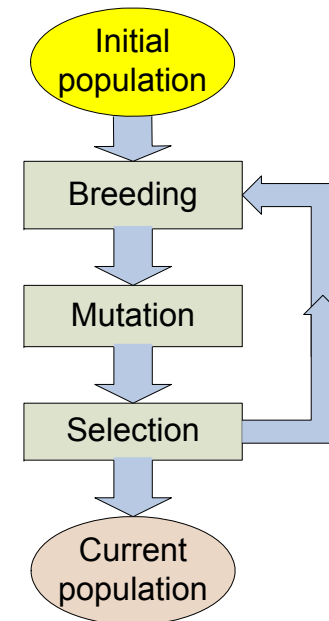 Initial
population
Breeding
Mutation
Selection
Current
population